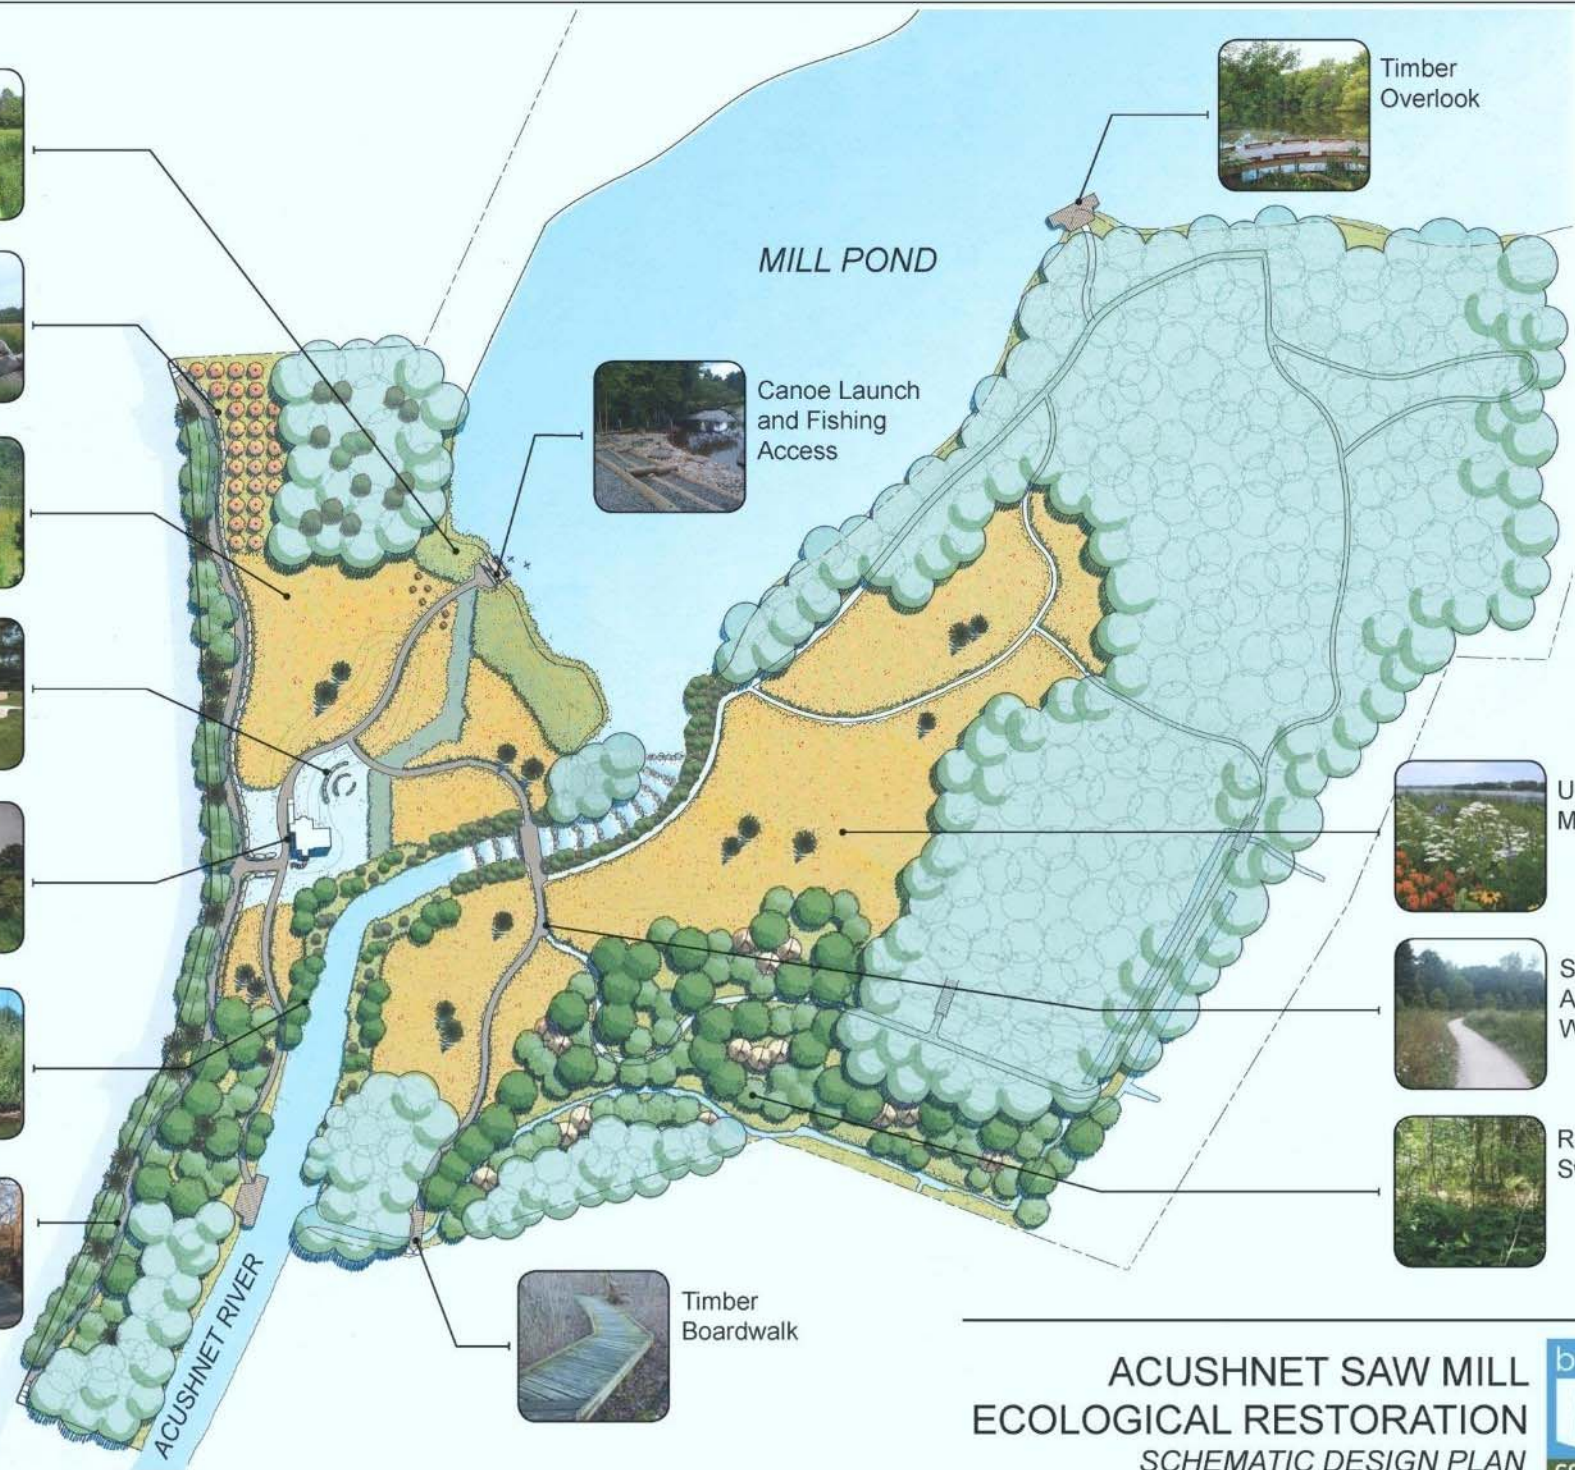 Timber
Overlook
MILL POND
Canoe Launch
and Fishing
Access
Timber
Boardwalk
ACUSHNET RIVER
ACUSHNET SAW MILL
ECOLOGICAL RESTORATION
SCHEMATIC DESIGN PLAN